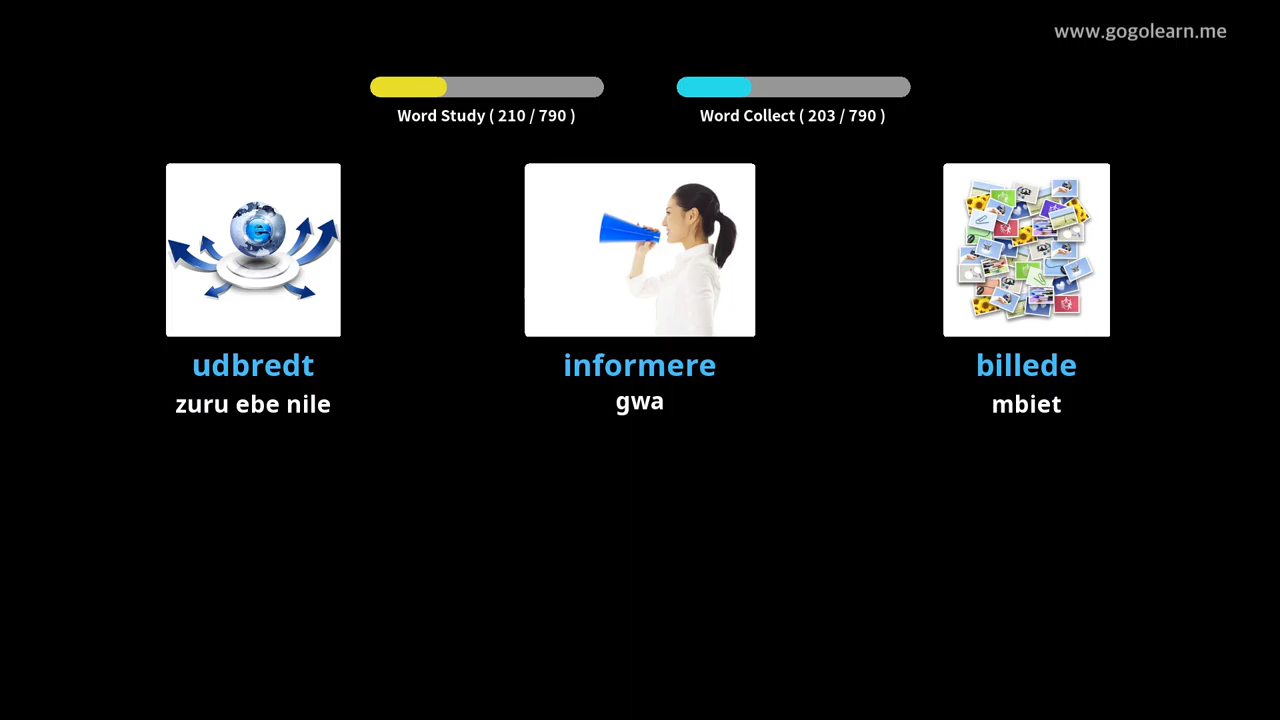 www.gogolearn.me
Word Study ( 210 / 790 )
Word Collect ( 203 / 790 )
e
udbredt
informere
billede
zuru ebe nile
gwa
mbiet